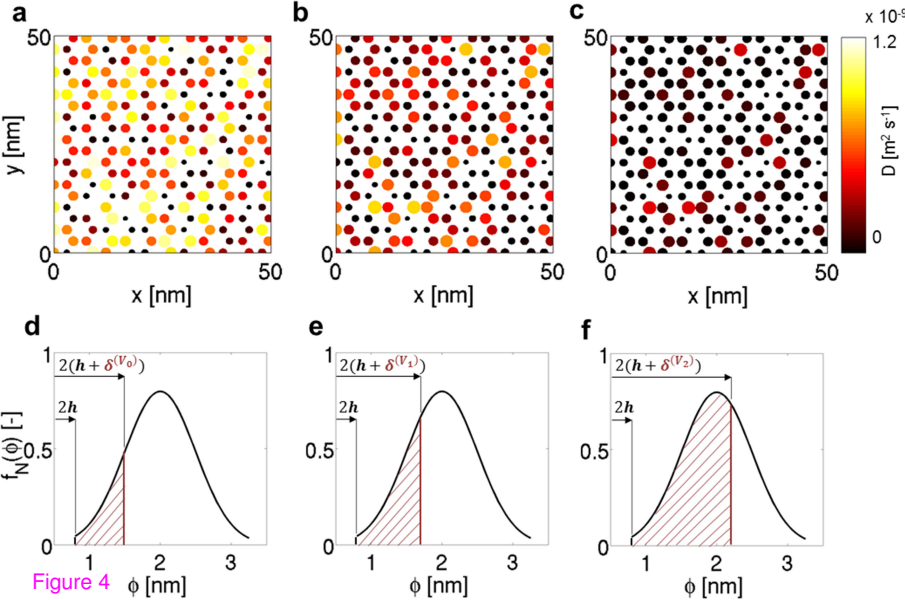 a b c
x 10⁻⁹
50 50 50 1.2
y [nm] D [m² s⁻¹]
0 0 0 0
0 50 0 50 0 50
x [nm] x [nm] x [nm]
d e f
1 1 1
2(h + δ^(V₀)) 2(h + δ^(V₁)) 2(h + δ^(V₂))
2h 2h 2h
f_N(ϕ) [-]
0.5 0.5 0.5
0 0 0
1 2 3 1 2 3 1 2 3
Figure 4 ϕ [nm] ϕ [nm] ϕ [nm]